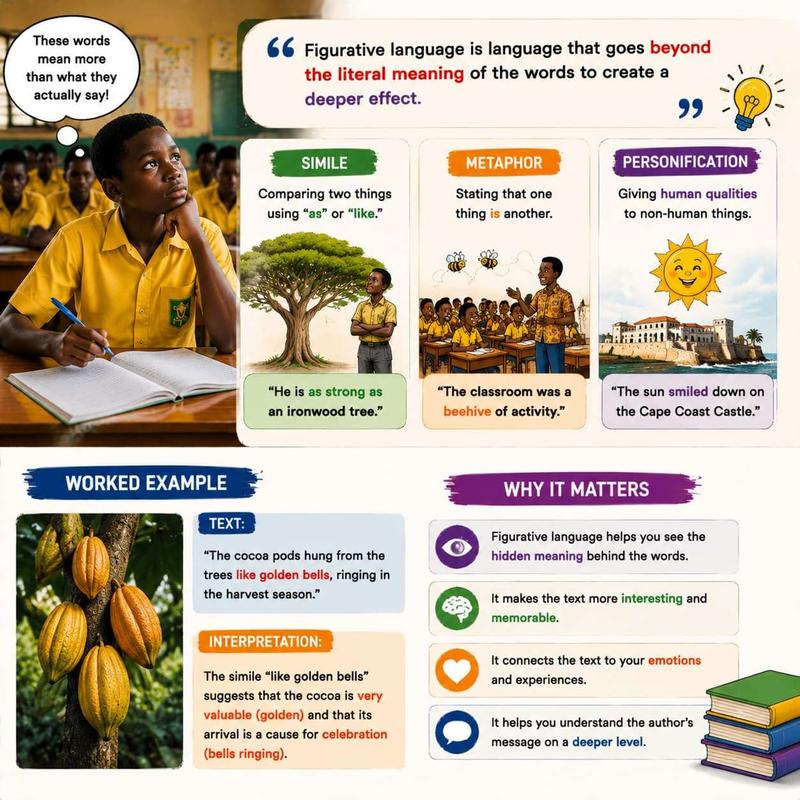 These words
mean more
than what they
actually say!
“Figurative language is language that goes beyond
the literal meaning of the words to create a
deeper effect.”
SIMILE
Comparing two things
using “as” or “like.”
“He is as strong as
an ironwood tree.”
METAPHOR
Stating that one
thing is another.
“The classroom was a
beehive of activity.”
PERSONIFICATION
Giving human qualities
to non-human things.
“The sun smiled down on
the Cape Coast Castle.”
WORKED EXAMPLE
TEXT:
“The cocoa pods hung from the
trees like golden bells, ringing in
the harvest season.”
INTERPRETATION:
The simile “like golden bells”
suggests that the cocoa is very
valuable (golden) and that its
arrival is a cause for celebration
(bells ringing).
WHY IT MATTERS
Figurative language helps you see the
hidden meaning behind the words.
It makes the text more interesting and
memorable.
It connects the text to your emotions
and experiences.
It helps you understand the author’s
message on a deeper level.